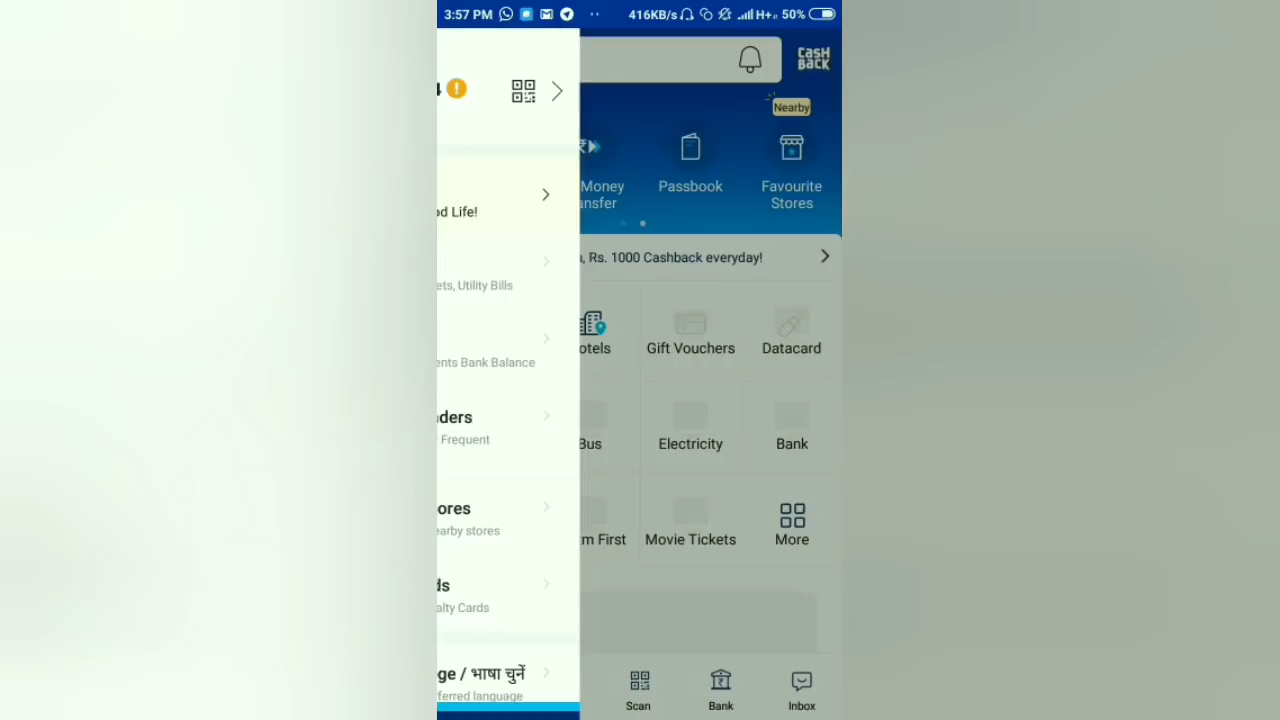 3:57 PM 416KB/s H+ 50%
CASH
BACK
Nearby
Money Passbook Favourite
Stores
od Life!
, Rs. 1000 Cashback everyday!
ets, Utility Bills
otels Gift Vouchers Datacard
ents Bank Balance
ders
Frequent
Bus Electricity Bank
ores
earby stores
m First Movie Tickets More
ds
alty Cards
ge / भाषा चुनें
ferred language
Scan Bank Inbox